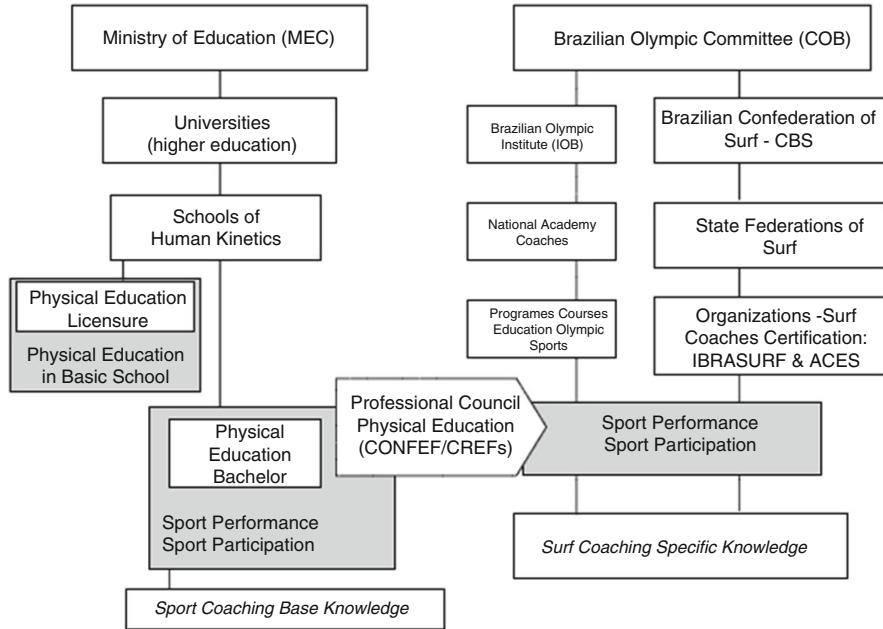 Ministry of Education (MEC)
Universities
(higher education)
Schools of
Human Kinetics
Physical Education
Licensure
Physical Education
in Basic School
Physical
Education
Bachelor
Sport Performance
Sport Participation
Sport Coaching Base Knowledge
Professional Council
Physical Education
(CONFEF/CREFs)
Brazilian Olympic Committee (COB)
Brazilian Olympic
Institute (IOB)
National Academy
Coaches
Programes Courses
Education Olympic
Sports
Brazilian Confederation of
Surf - CBS
State Federations of
Surf
Organizations -Surf
Coaches Certification:
IBRASURF & ACES
Sport Performance
Sport Participation
Surf Coaching Specific Knowledge